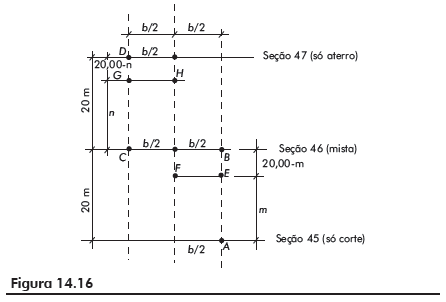 b/2 b/2
D b/2 Seção 47 (só aterro)
20,00-n
G H
20 m n
b/2 b/2 Seção 46 (mista)
C B
F 20,00-m
E
20 m m
Seção 45 (só corte)
b/2 A
Figura 14.16